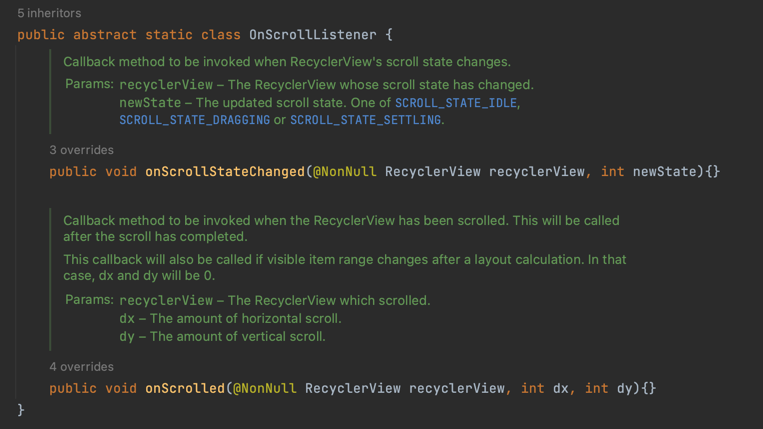 5 inheritors
public abstract static class OnScrollListener {
Callback method to be invoked when RecyclerView's scroll state changes.
Params: recyclerView – The RecyclerView whose scroll state has changed.
newState – The updated scroll state. One of SCROLL_STATE_IDLE,
SCROLL_STATE_DRAGGING or SCROLL_STATE_SETTLING.
3 overrides
public void onScrollStateChanged(@NonNull RecyclerView recyclerView, int newState){}
Callback method to be invoked when the RecyclerView has been scrolled. This will be called
after the scroll has completed.
This callback will also be called if visible item range changes after a layout calculation. In that
case, dx and dy will be 0.
Params: recyclerView – The RecyclerView which scrolled.
dx – The amount of horizontal scroll.
dy – The amount of vertical scroll.
4 overrides
public void onScrolled(@NonNull RecyclerView recyclerView, int dx, int dy){}
}